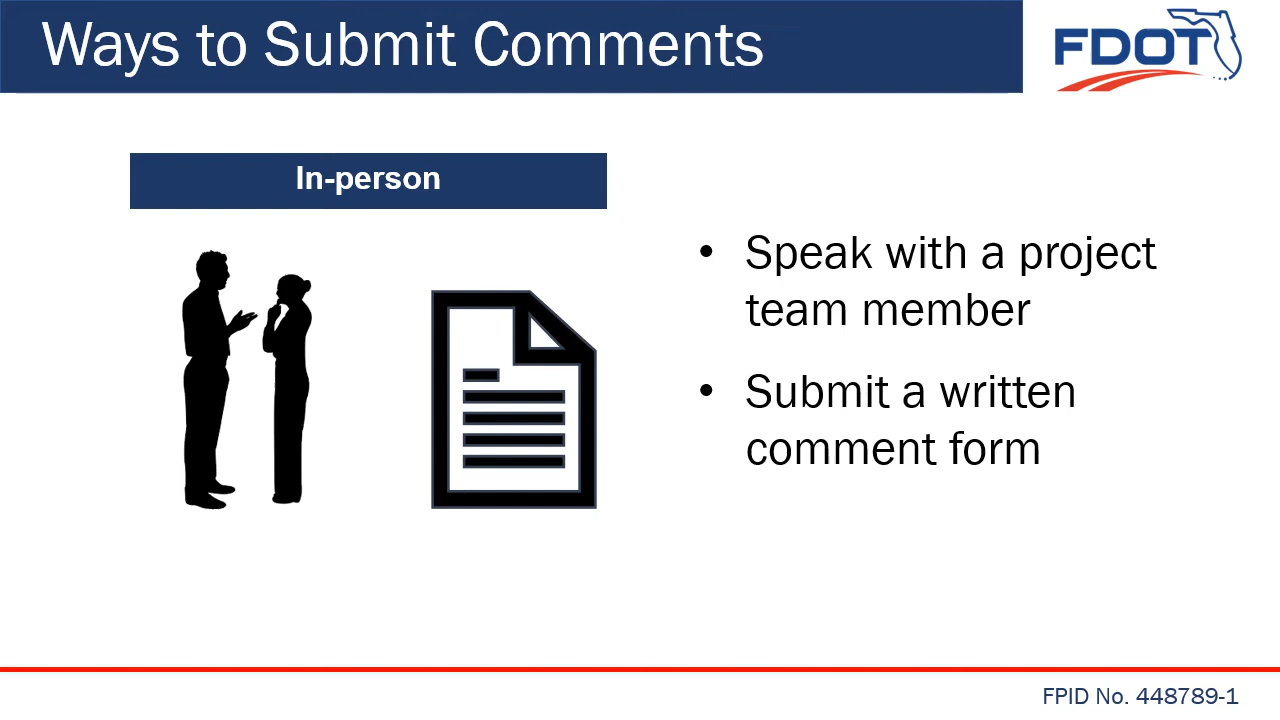 Ways to Submit Comments
FDOT
In-person
• Speak with a project
team member
• Submit a written
comment form
FPID No. 448789-1